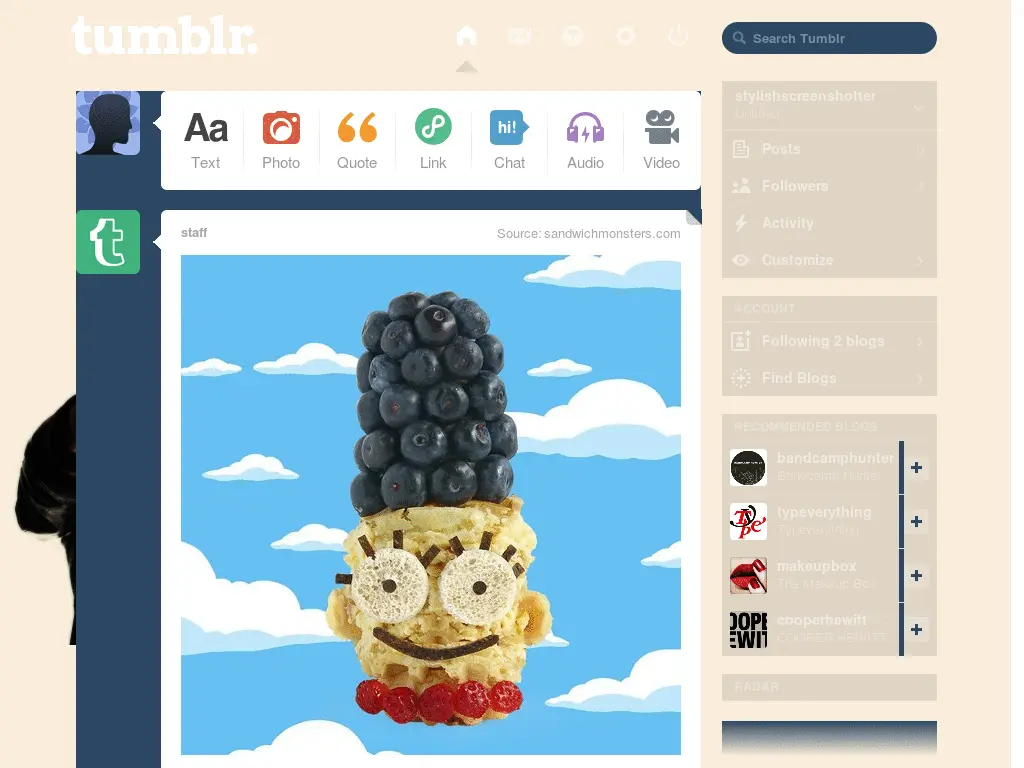 tumblr.
Search Tumblr
stylishscreenshotter
Untitled
Aa
hi!
Text
Photo
Quote
Link
Chat
Audio
Video
Posts
Followers
Activity
Customize
staff
Source: sandwichmonsters.com
ACCOUNT
Following 2 blogs
Find Blogs
RECOMMENDED BLOGS
bandcamphunter
Bandcamp Hunter
typeverything
Typeverything
makeupbox
The Makeup Bo
cooperhewitt
COOPER HEWITT
RADAR